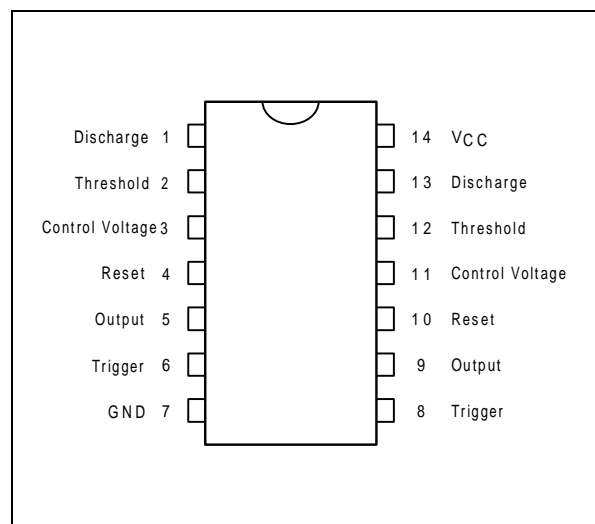 Discharge 1 14 VCC
Threshold 2 13 Discharge
Control Voltage 3 12 Threshold
Reset 4 11 Control Voltage
Output 5 10 Reset
Trigger 6 9 Output
GND 7 8 Trigger